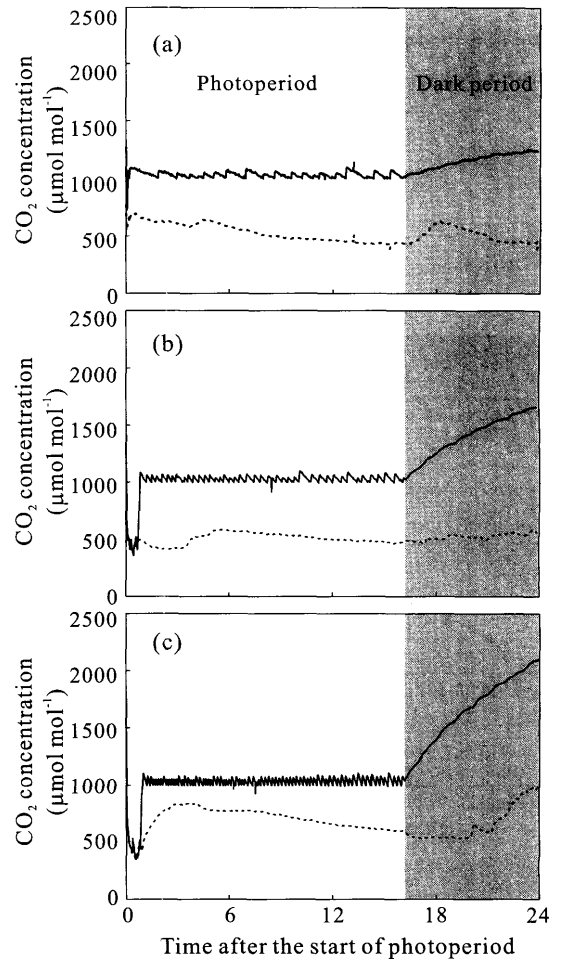 2500
(a)
2000
Photoperiod
Dark period
1500
1000
500
0
CO₂ concentration
(μmol mol⁻¹)
2500
(b)
2000
1500
1000
500
0
CO₂ concentration
(μmol mol⁻¹)
2500
(c)
2000
1500
1000
500
0
CO₂ concentration
(μmol mol⁻¹)
0 6 12 18 24
Time after the start of photoperiod